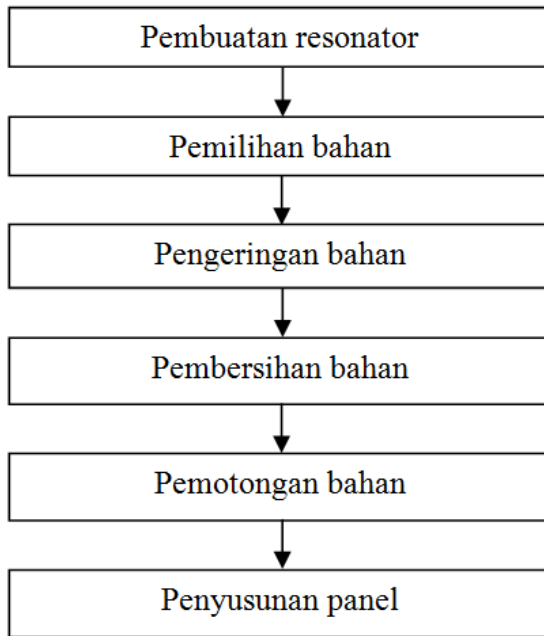 Pembuatan resonator
Pemilihan bahan
Pengeringan bahan
Pembersihan bahan
Pemotongan bahan
Penyusunan panel